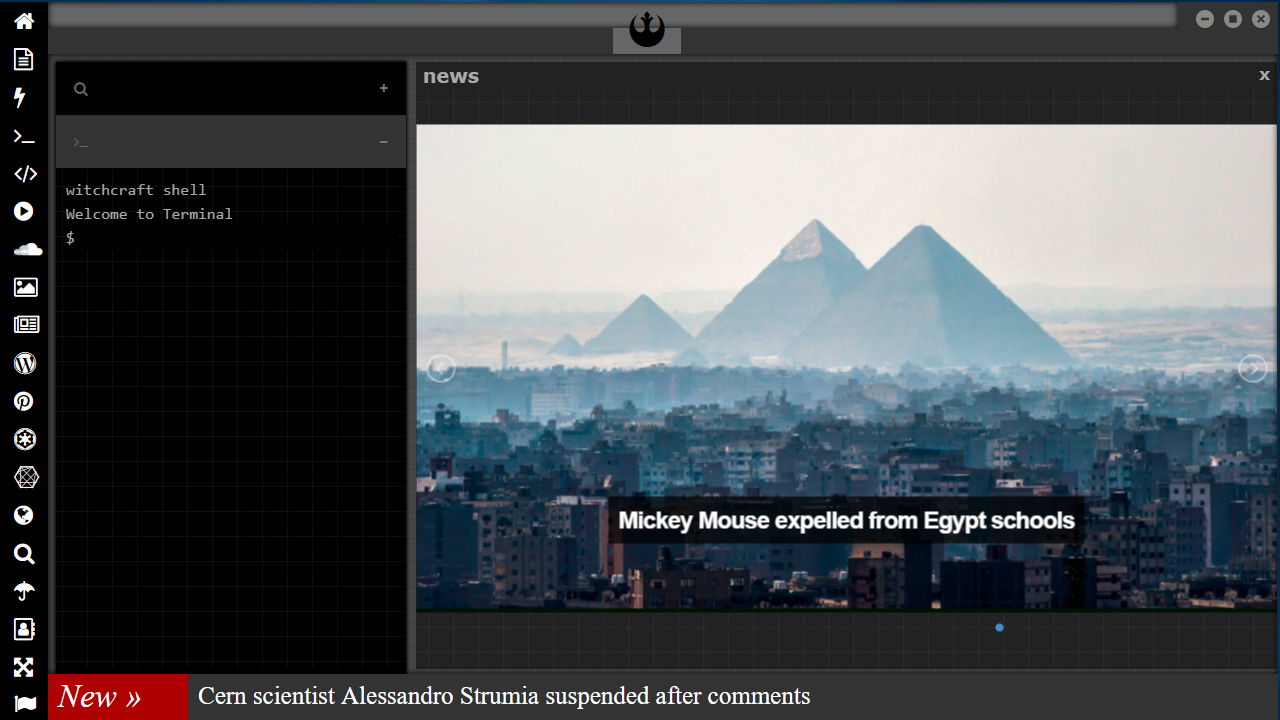 news
x
+
>_
−
witchcraft shell
Welcome to Terminal
$
Mickey Mouse expelled from Egypt schools
New »
Cern scientist Alessandro Strumia suspended after comments